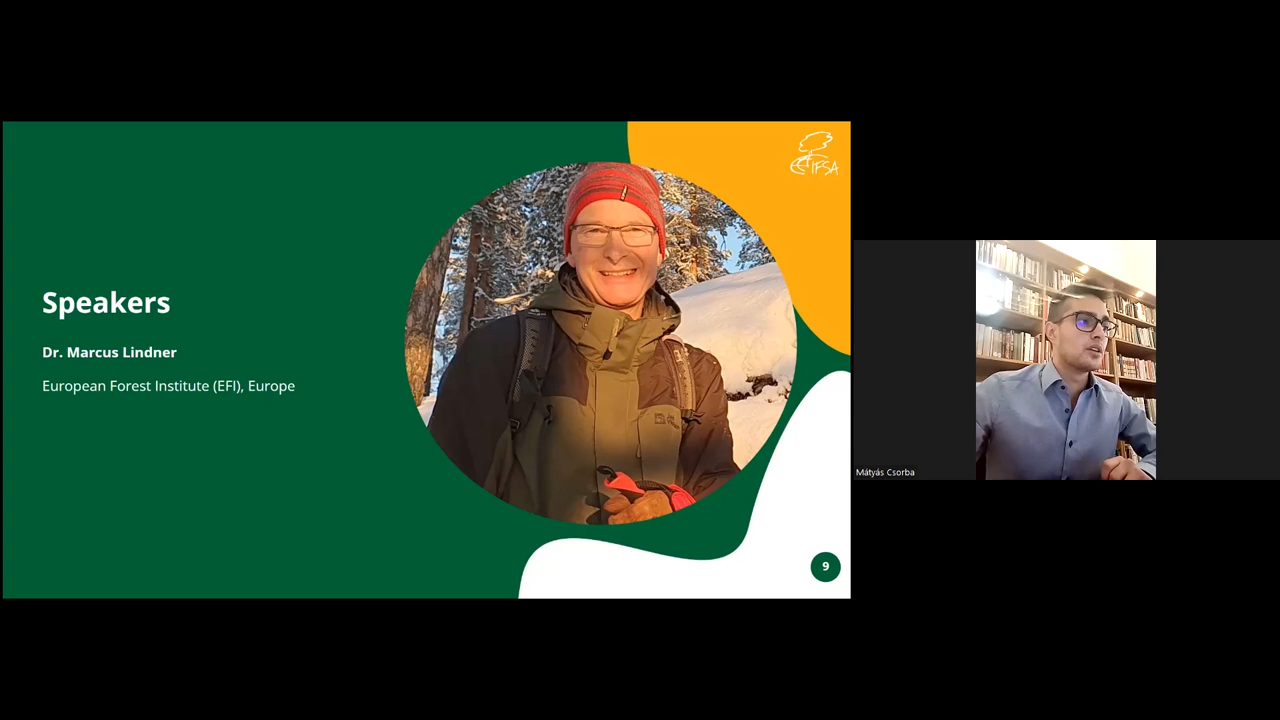 IFSA
Speakers
Dr. Marcus Lindner
European Forest Institute (EFI), Europe
9
Mátyás Csorba